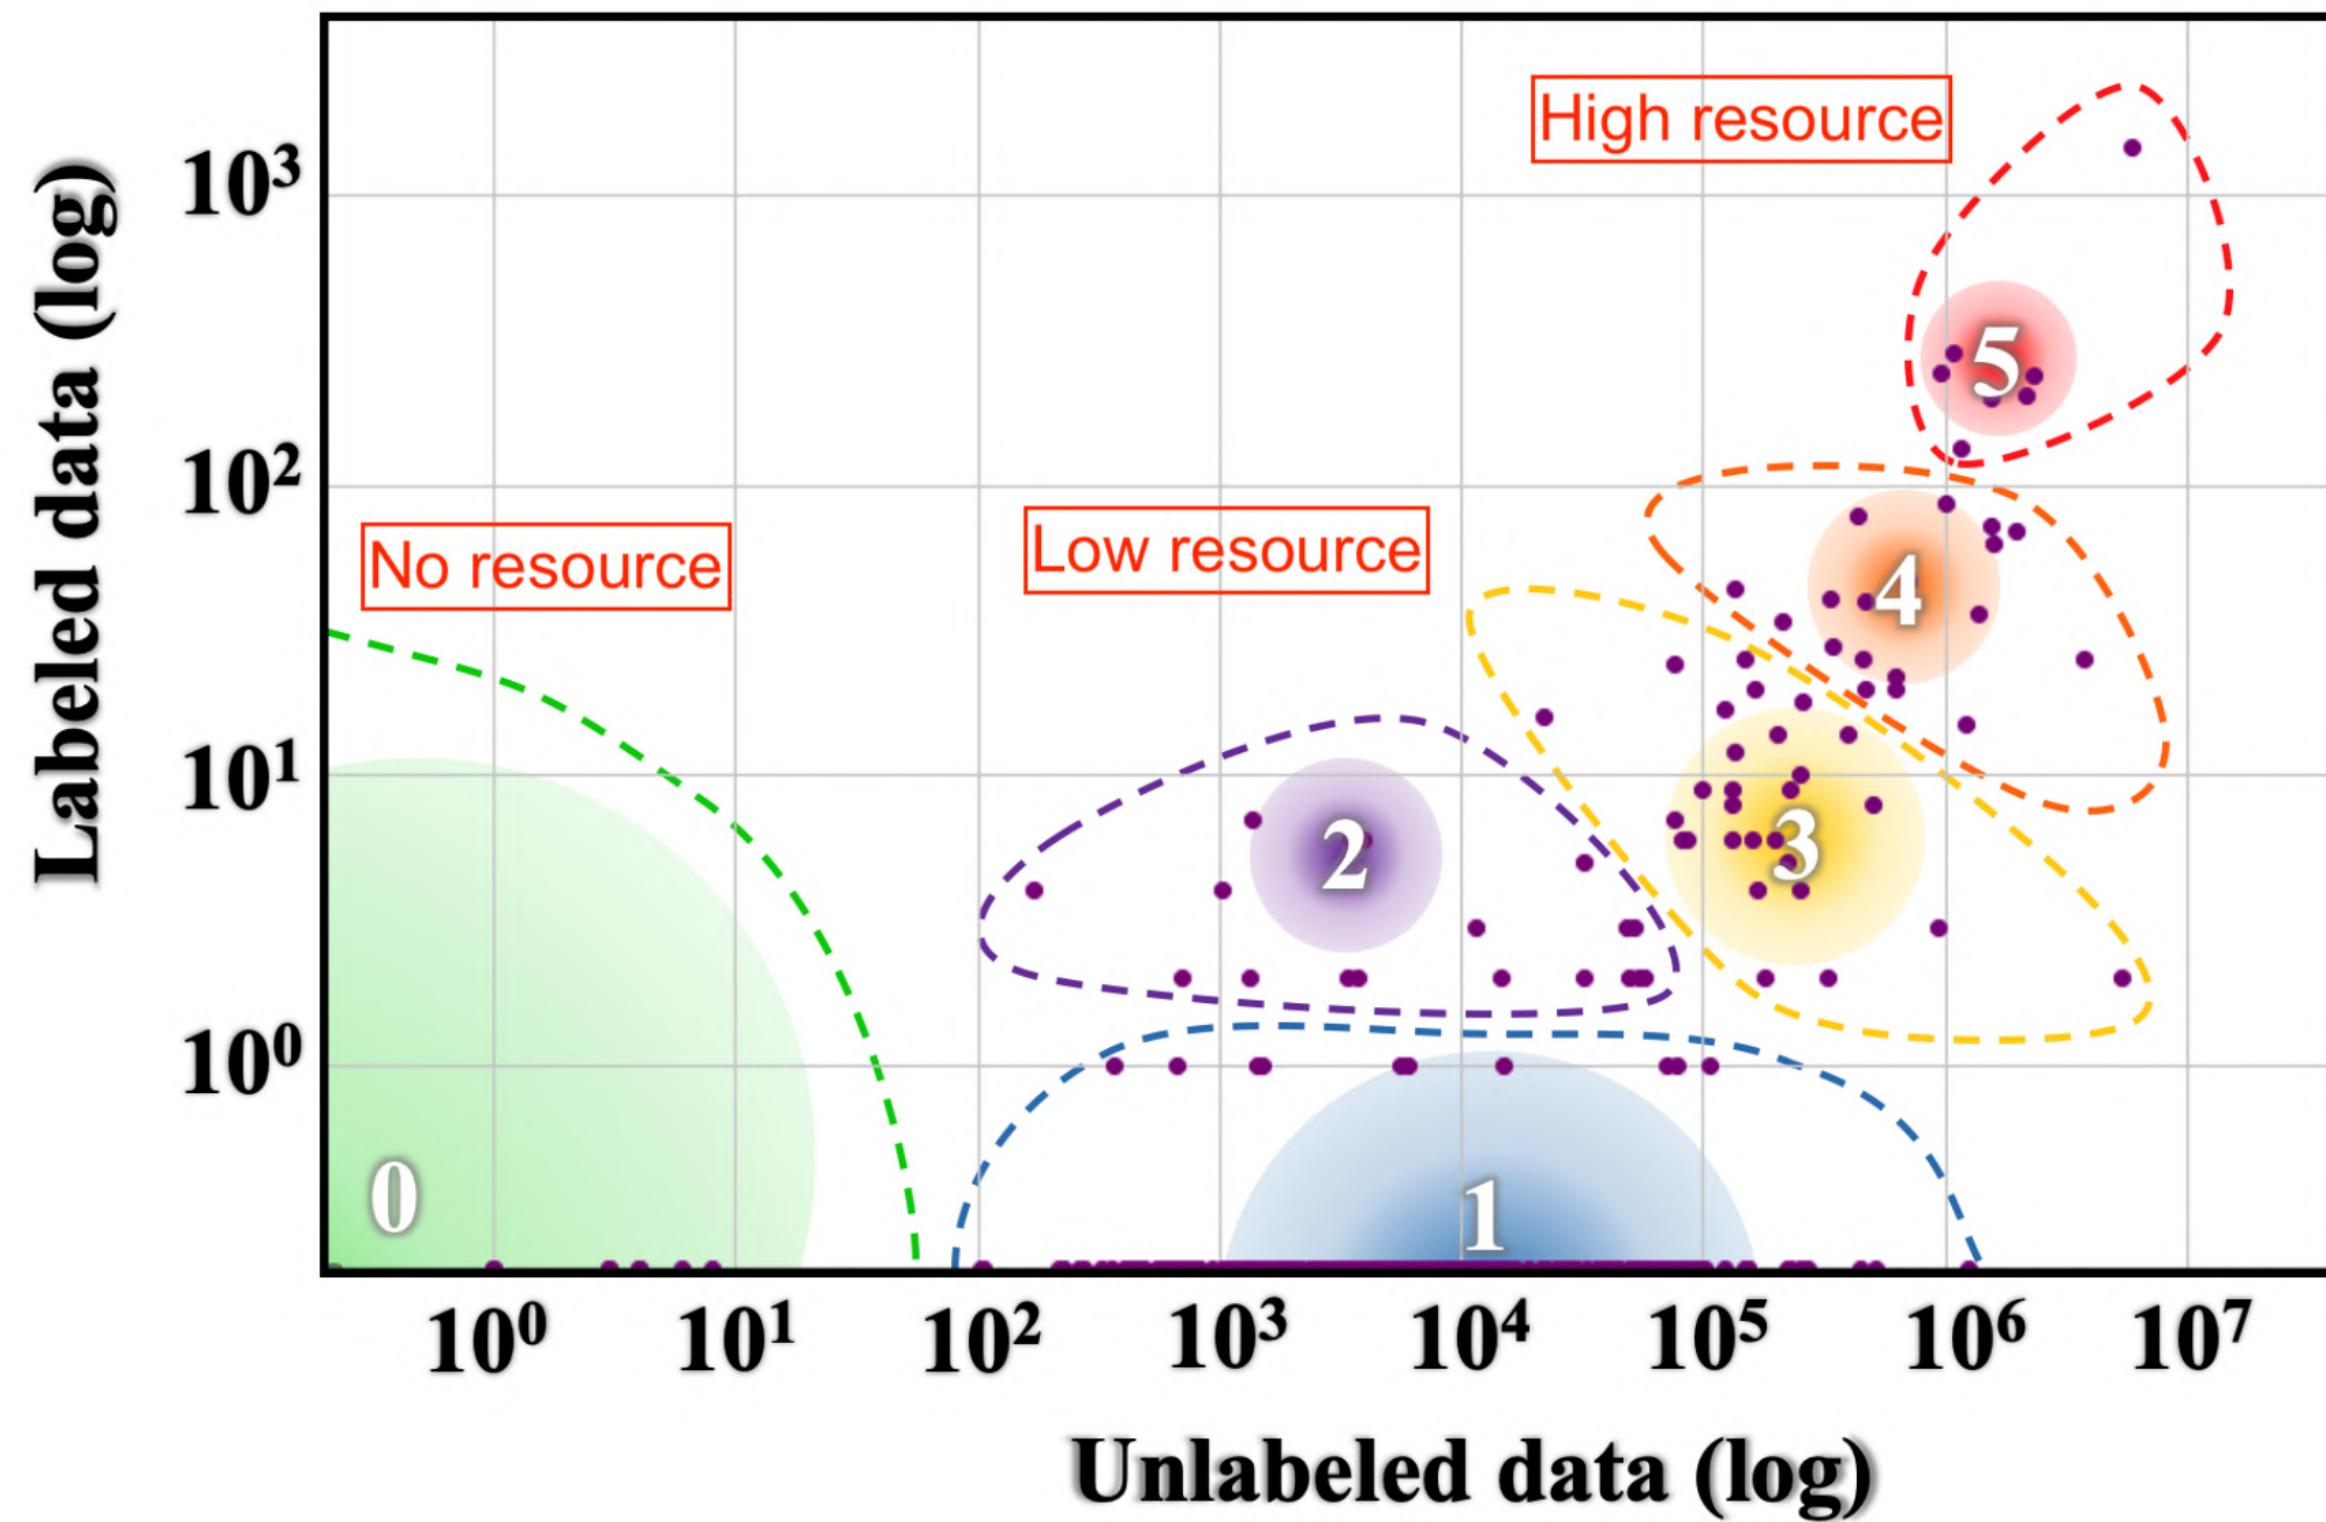 High resource
10³
5
10²
No resource
Low resource
4
10¹
2
3
10⁰
0
1
Labeled data (log)
10⁰ 10¹ 10² 10³ 10⁴ 10⁵ 10⁶ 10⁷
Unlabeled data (log)